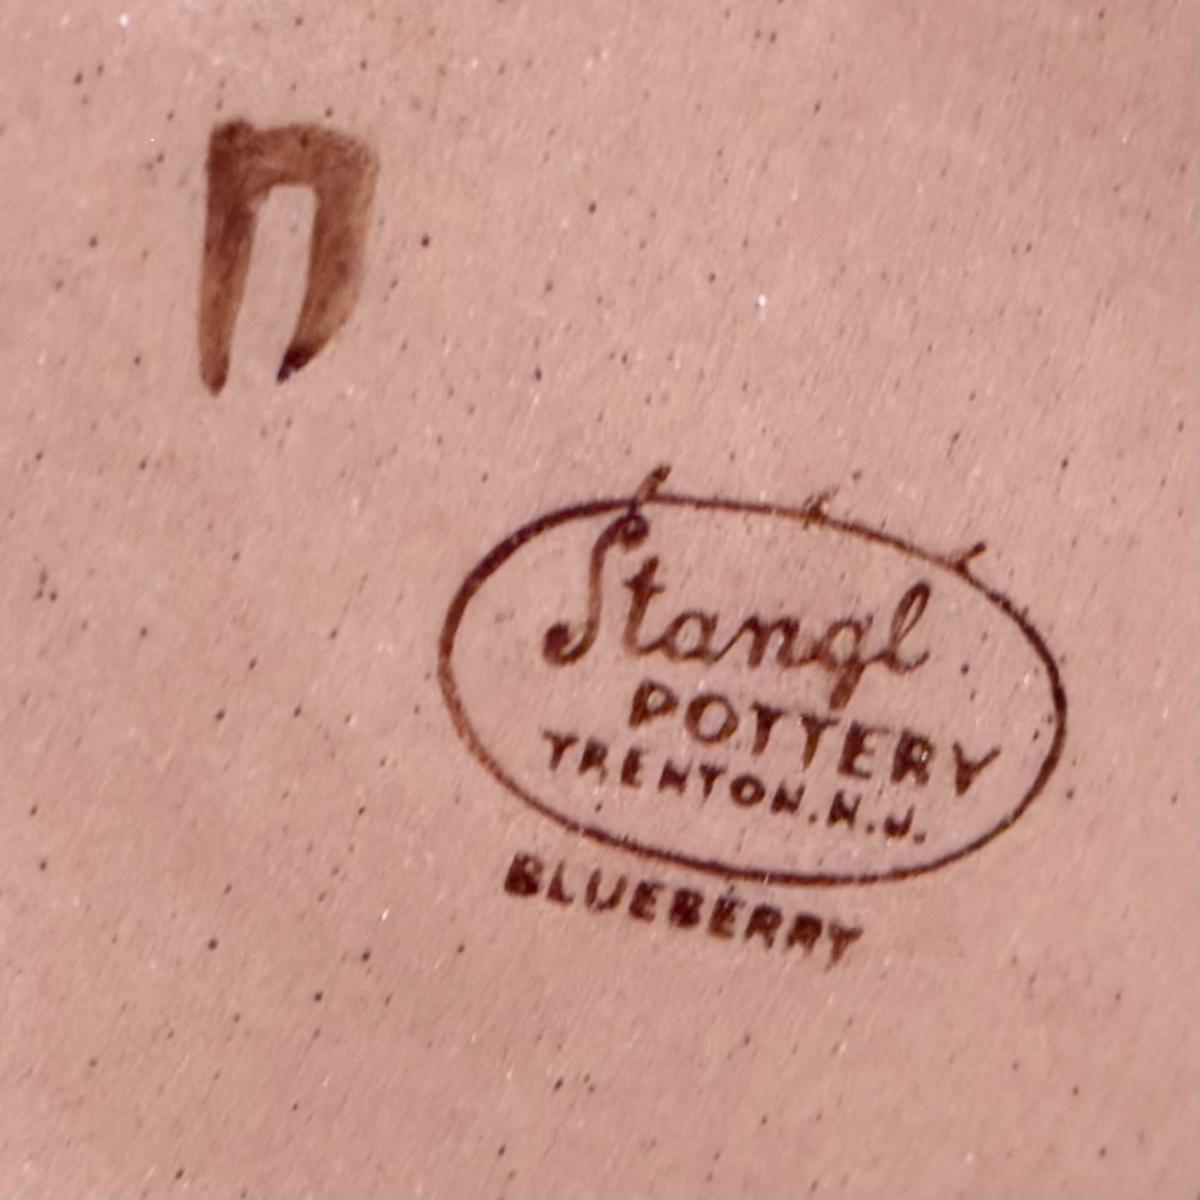 n
Stangl
POTTERY
TRENTON.N.J.
BLUEBERRY